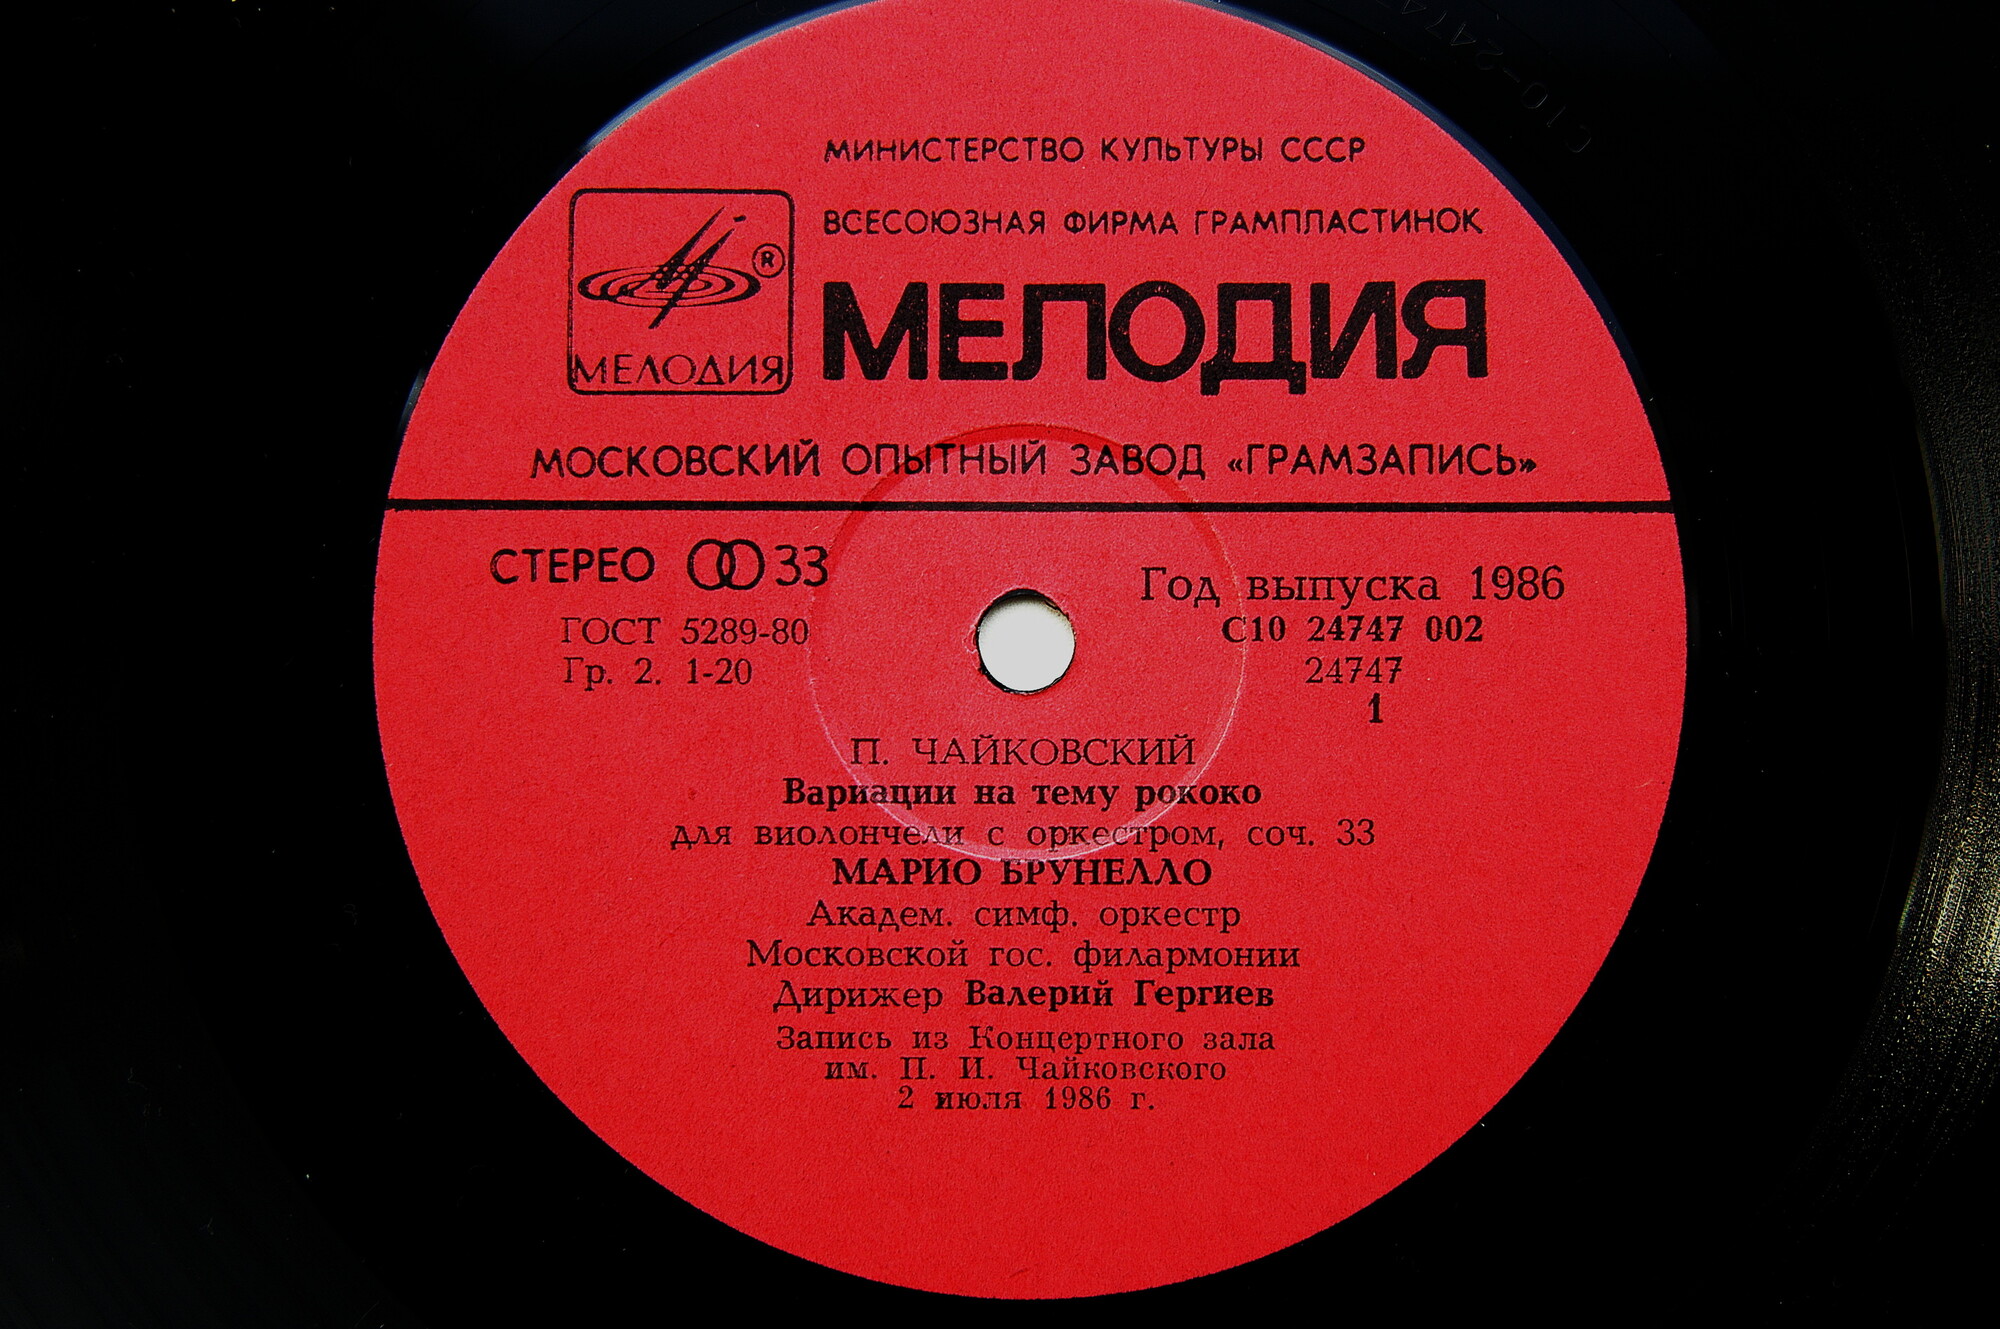 МИНИСТЕРСТВО КУЛЬТУРЫ СССР
ВСЕСОЮЗНАЯ ФИРМА ГРАМПЛАСТИНОК
®
МЕЛОДИЯ
МЕЛОДИЯ
МОСКОВСКИЙ ОПЫТНЫЙ ЗАВОД «ГРАМЗАПИСЬ»
СТЕРЕО 33
Год выпуска 1986
ГОСТ 5289-80
С10 24747 002
Гр. 2. 1-20
24747
1
П. ЧАЙКОВСКИЙ
Вариации на тему рококо
для виолончели с оркестром, соч. 33
МАРИО БРУНЕЛЛО
Академ. симф. оркестр
Московской гос. филармонии
Дирижер Валерий Гергиев
Запись из Концертного зала
им. П. И. Чайковского
2 июля 1986 г.